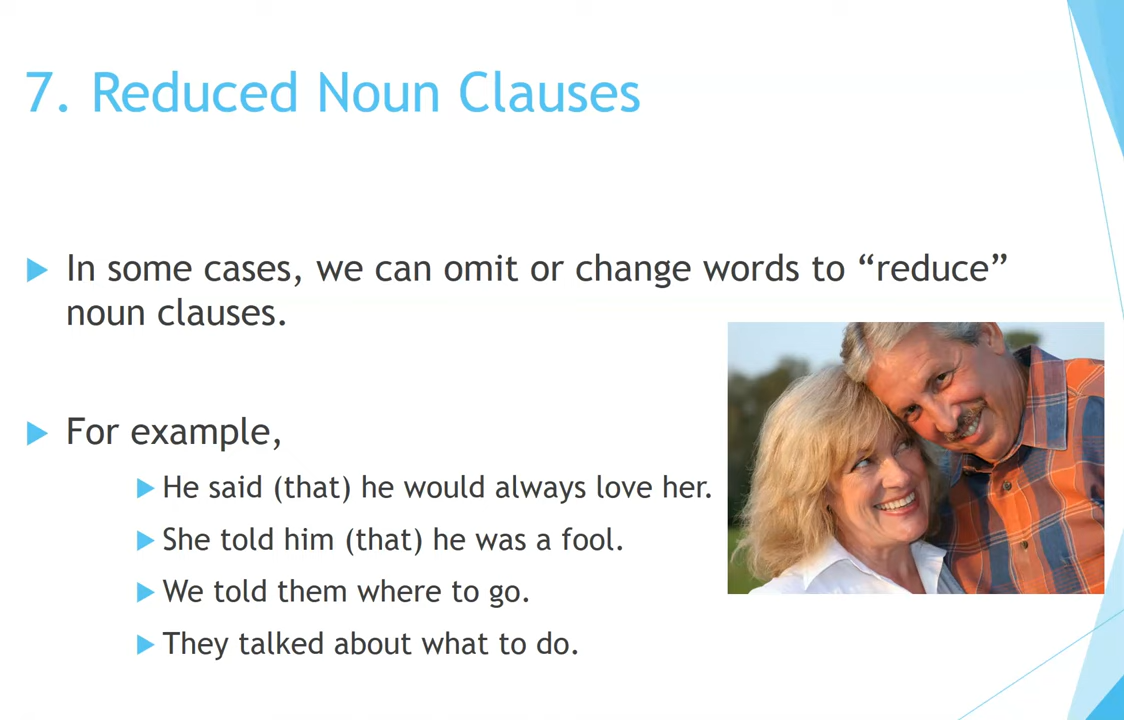 7. Reduced Noun Clauses
In some cases, we can omit or change words to “reduce”
noun clauses.
For example,
He said (that) he would always love her.
She told him (that) he was a fool.
We told them where to go.
They talked about what to do.